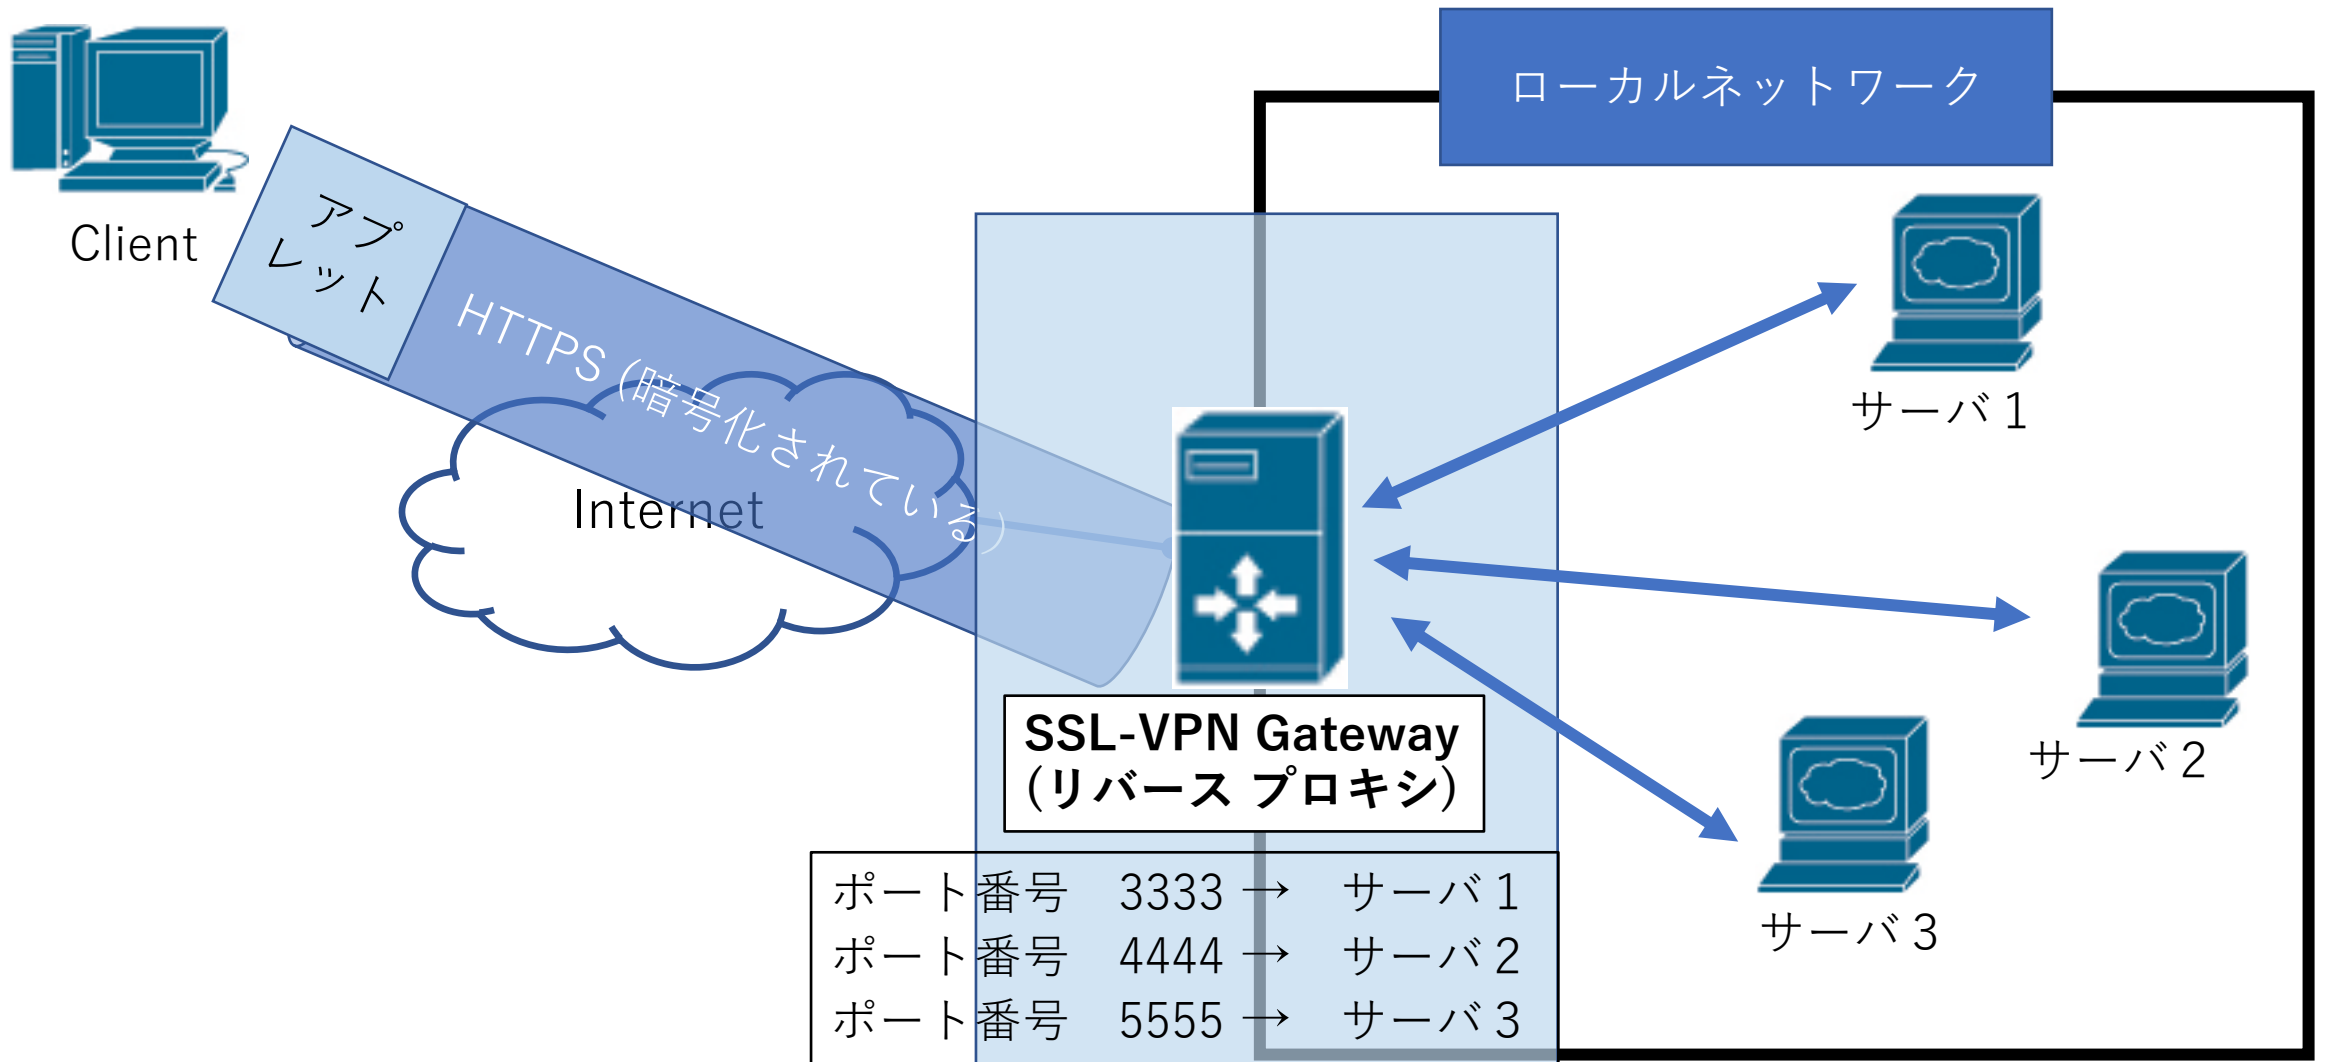 ローカルネットワーク
Client
アプ
レット
HTTPS (暗号化されている)
Internet
サーバ 1
サーバ 2
サーバ 3
SSL-VPN Gateway
(リバース プロキシ)
ポート番号　3333 →　サーバ 1
ポート番号　4444 →　サーバ 2
ポート番号　5555 →　サーバ 3